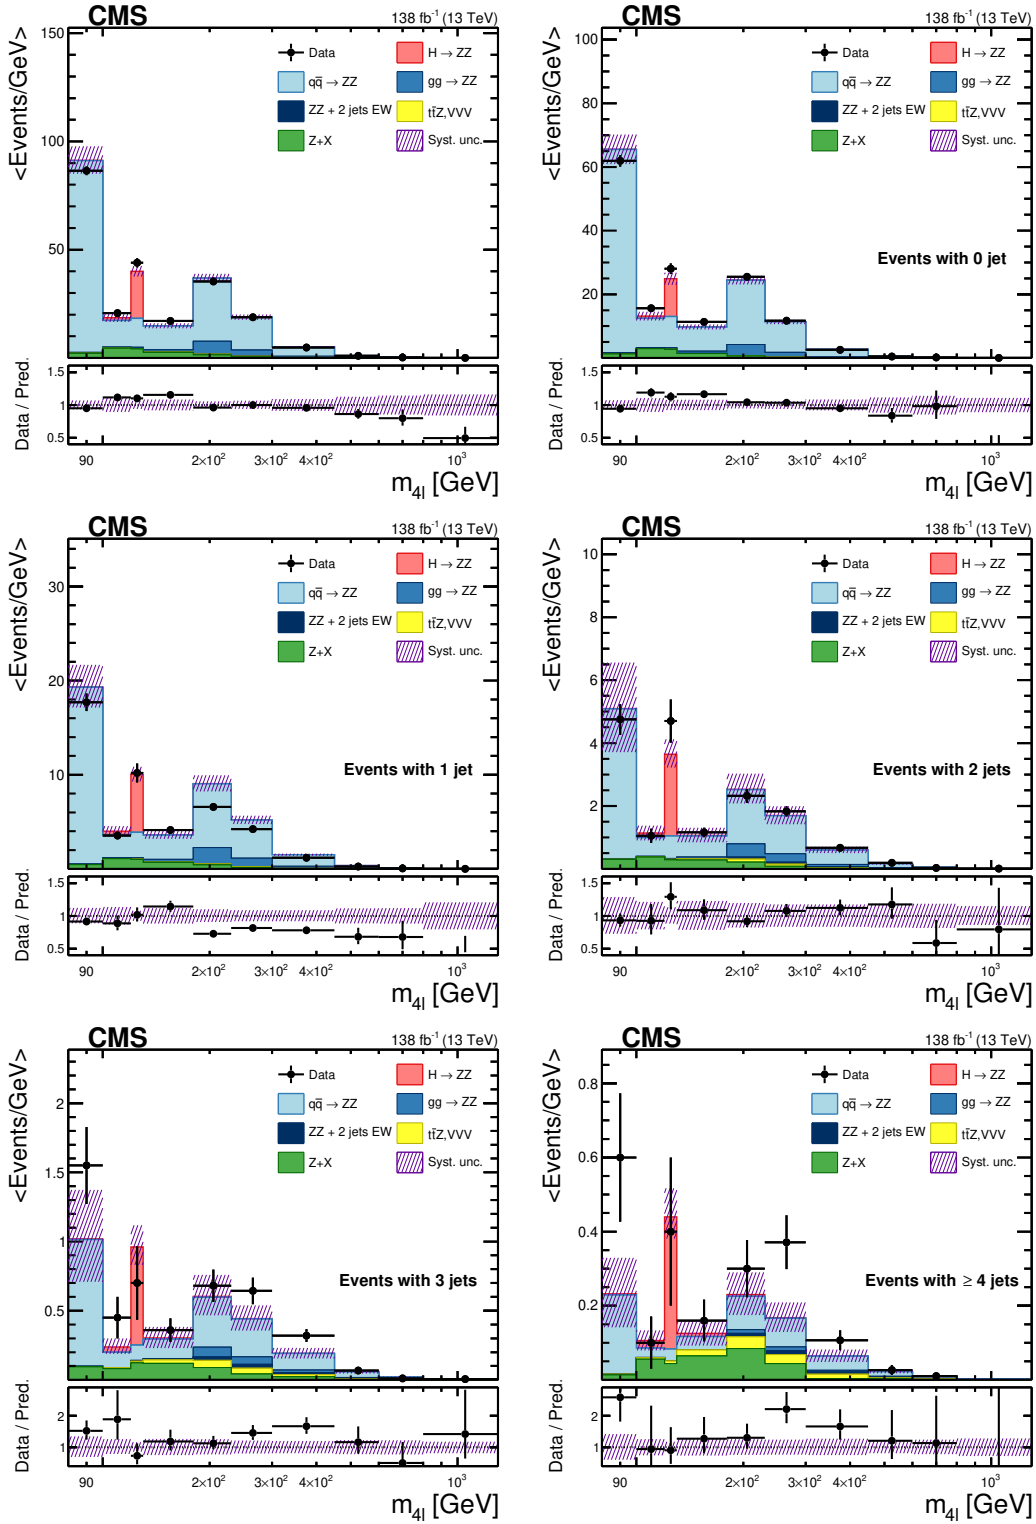 CMS 138 fb⁻¹ (13 TeV)
<Events/GeV>
150
100
50
Data H → ZZ
qq̅ → ZZ gg → ZZ
ZZ + 2 jets EW tt̅Z,VVV
Z+X Syst. unc.
Data / Pred.
1.5
1
0.5
90 2×10² 3×10² 4×10² 10³
m4l [GeV]
CMS 138 fb⁻¹ (13 TeV)
<Events/GeV>
100
80
60
40
20
Data H → ZZ
qq̅ → ZZ gg → ZZ
ZZ + 2 jets EW tt̅Z,VVV
Z+X Syst. unc.
Events with 0 jet
Data / Pred.
1.5
1
0.5
90 2×10² 3×10² 4×10² 10³
m4l [GeV]
CMS 138 fb⁻¹ (13 TeV)
<Events/GeV>
30
20
10
Data H → ZZ
qq̅ → ZZ gg → ZZ
ZZ + 2 jets EW tt̅Z,VVV
Z+X Syst. unc.
Events with 1 jet
Data / Pred.
1.5
1
0.5
90 2×10² 3×10² 4×10² 10³
m4l [GeV]
CMS 138 fb⁻¹ (13 TeV)
<Events/GeV>
10
8
6
4
2
Data H → ZZ
qq̅ → ZZ gg → ZZ
ZZ + 2 jets EW tt̅Z,VVV
Z+X Syst. unc.
Events with 2 jets
Data / Pred.
1.5
1
0.5
90 2×10² 3×10² 4×10² 10³
m4l [GeV]
CMS 138 fb⁻¹ (13 TeV)
<Events/GeV>
2
1.5
1
0.5
Data H → ZZ
qq̅ → ZZ gg → ZZ
ZZ + 2 jets EW tt̅Z,VVV
Z+X Syst. unc.
Events with 3 jets
Data / Pred.
2
1
90 2×10² 3×10² 4×10² 10³
m4l [GeV]
CMS 138 fb⁻¹ (13 TeV)
<Events/GeV>
0.8
0.6
0.4
0.2
Data H → ZZ
qq̅ → ZZ gg → ZZ
ZZ + 2 jets EW tt̅Z,VVV
Z+X Syst. unc.
Events with ≥ 4 jets
Data / Pred.
2
1
90 2×10² 3×10² 4×10² 10³
m4l [GeV]